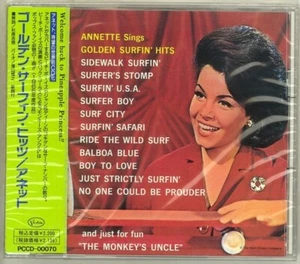 Welcome back to Pineapple Princess!!
ゴールデン・サーフィン・ヒッツ/アネット
PCCD-00070
ANNETTE Sings
GOLDEN SURFIN' HITS
SIDEWALK SURFIN'
SURFER'S STOMP
SURFIN' U.S.A.
SURFER BOY
SURF CITY
SURFIN' SAFARI
RIDE THE WILD SURF
BALBOA BLUE
BOY TO LOVE
JUST STRICTLY SURFIN'
NO ONE COULD BE PROUDER
and just for fun
"THE MONKEY'S UNCLE"